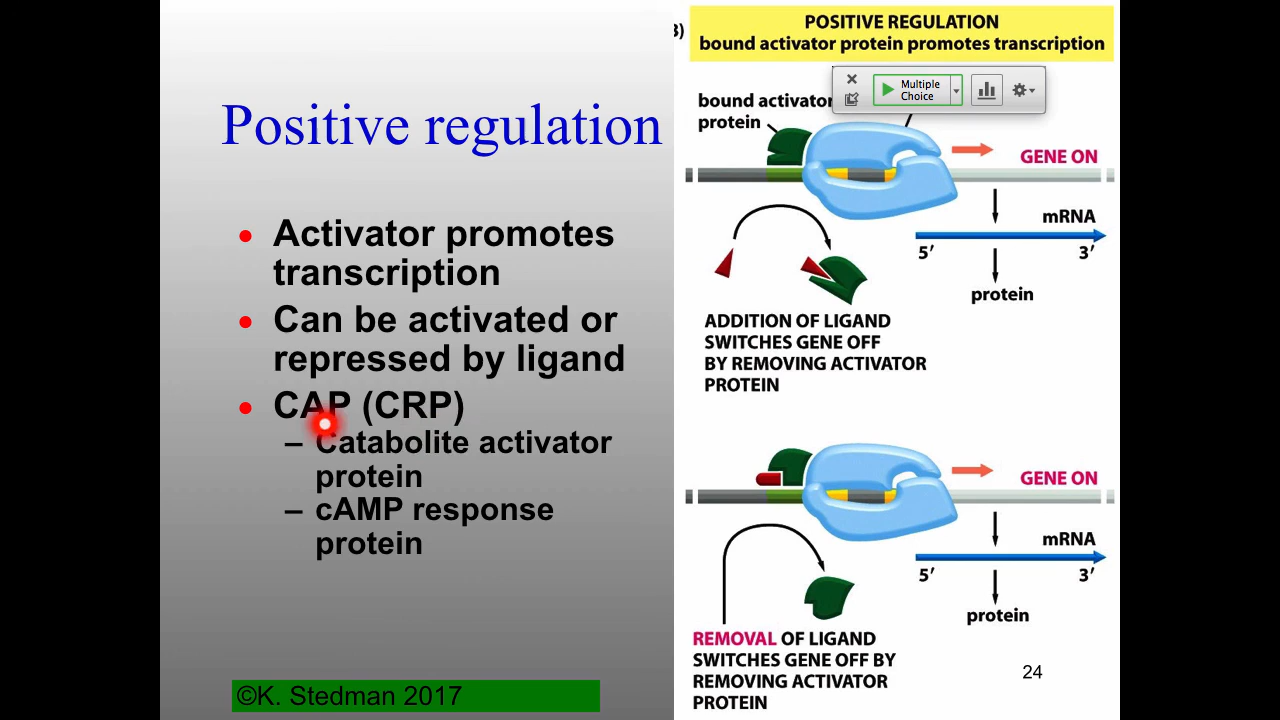 Positive regulation
Activator promotes
transcription
Can be activated or
repressed by ligand
CAP (CRP)
– Catabolite activator
protein
– cAMP response
protein
©K. Stedman 2017
POSITIVE REGULATION
bound activator protein promotes transcription
Multiple
Choice
bound activator
protein
GENE ON
mRNA
5′ 3′
protein
ADDITION OF LIGAND
SWITCHES GENE OFF
BY REMOVING ACTIVATOR
PROTEIN
GENE ON
mRNA
5′ 3′
protein
REMOVAL OF LIGAND
SWITCHES GENE OFF BY
REMOVING ACTIVATOR
PROTEIN
24